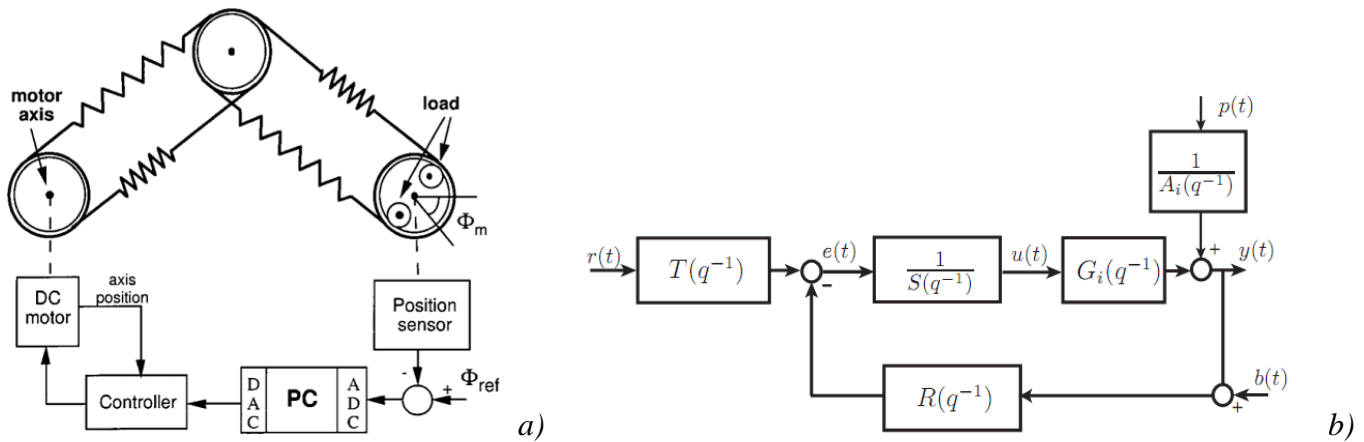 motor
axis
load
Φm
DC
motor
axis
position
Position
sensor
Controller
D
A
C
PC
A
D
C
-
+
Φref
a)
p(t)
1
Ai(q⁻¹)
+
r(t)
T(q⁻¹)
e(t)
-
1
S(q⁻¹)
u(t)
Gi(q⁻¹)
y(t)
R(q⁻¹)
b(t)
+
b)